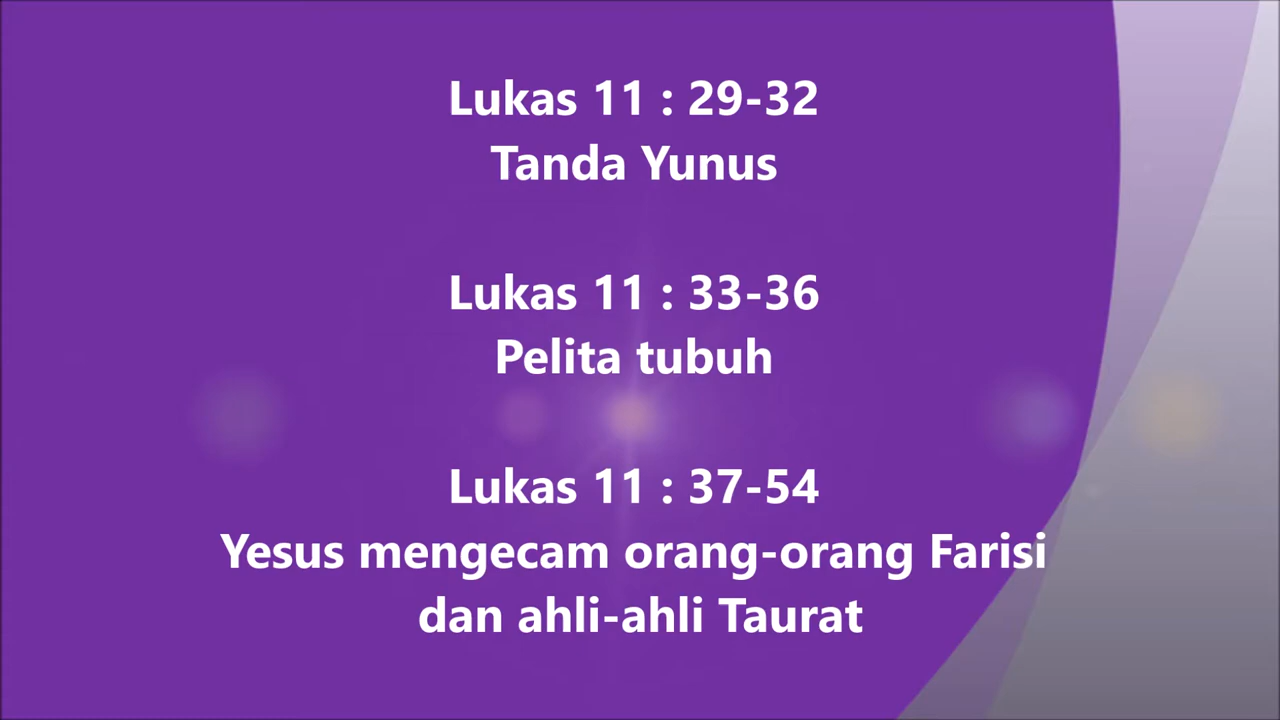 Lukas 11 : 29-32
Tanda Yunus
Lukas 11 : 33-36
Pelita tubuh
Lukas 11 : 37-54
Yesus mengecam orang-orang Farisi
dan ahli-ahli Taurat